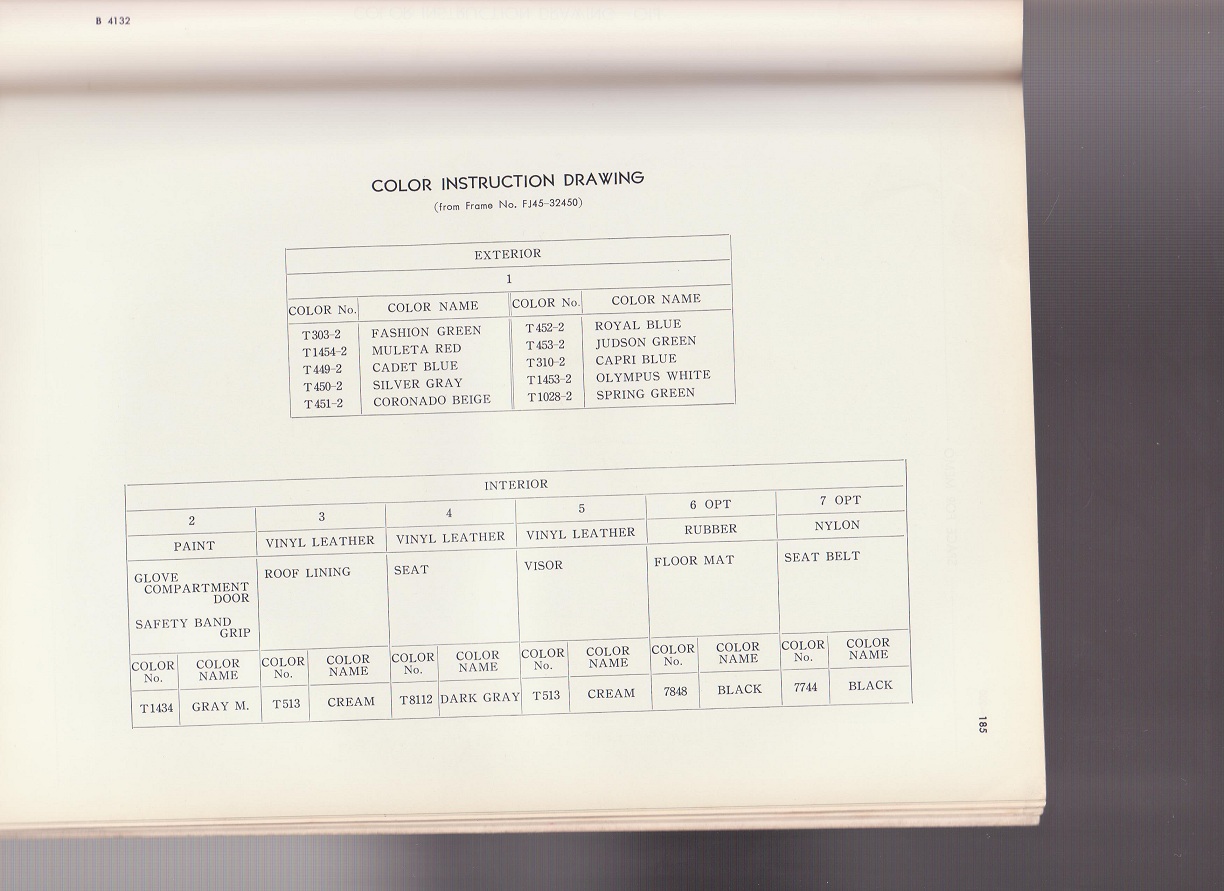 B 4132
COLOR INSTRUCTION DRAWING
(from Frame No. FJ45-32450)
EXTERIOR
1
COLOR No. COLOR NAME COLOR No. COLOR NAME
T303-2 FASHION GREEN T452-2 ROYAL BLUE
T1454-2 MULETA RED T453-2 JUDSON GREEN
T449-2 CADET BLUE T310-2 CAPRI BLUE
T450-2 SILVER GRAY T1453-2 OLYMPUS WHITE
T451-2 CORONADO BEIGE T1028-2 SPRING GREEN
INTERIOR
2 3 4 5 6 OPT 7 OPT
PAINT VINYL LEATHER VINYL LEATHER VINYL LEATHER RUBBER NYLON
GLOVE ROOF LINING SEAT VISOR FLOOR MAT SEAT BELT
COMPARTMENT
DOOR
SAFETY BAND
GRIP
COLOR COLOR COLOR COLOR COLOR COLOR COLOR COLOR COLOR COLOR COLOR COLOR
No. NAME No. NAME No. NAME No. NAME No. NAME No. NAME
T1434 GRAY M. T513 CREAM T8112 DARK GRAY T513 CREAM 7848 BLACK 7744 BLACK
185